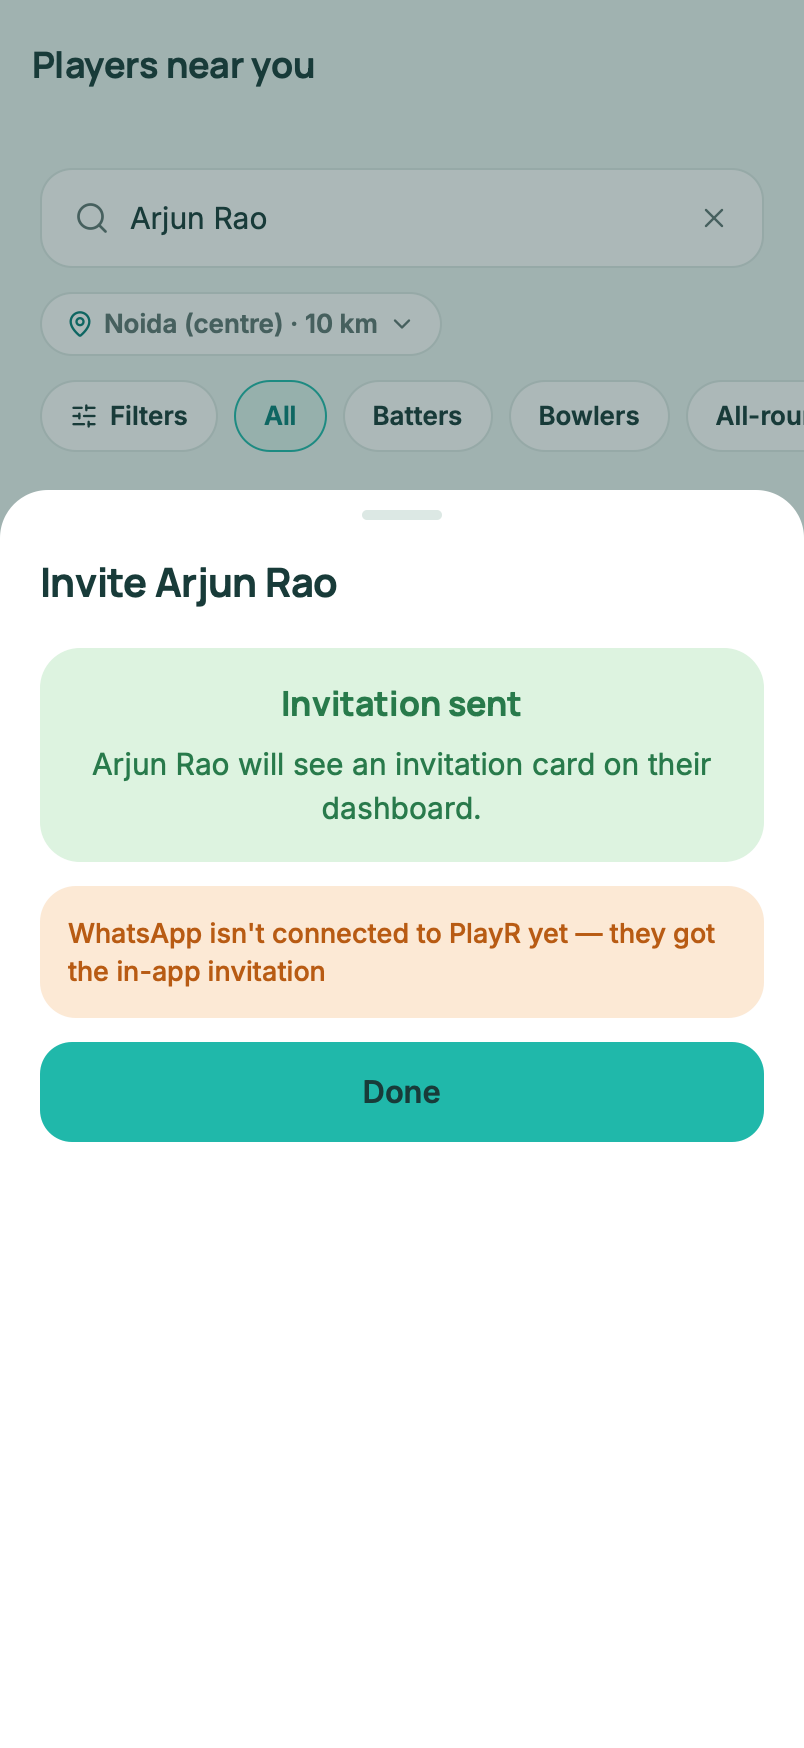 Players near you
Arjun Rao
Noida (centre) · 10 km
Filters
All
Batters
Bowlers
All-rou
Invite Arjun Rao
Invitation sent
Arjun Rao will see an invitation card on their
dashboard.
WhatsApp isn't connected to PlayR yet — they got
the in-app invitation
Done